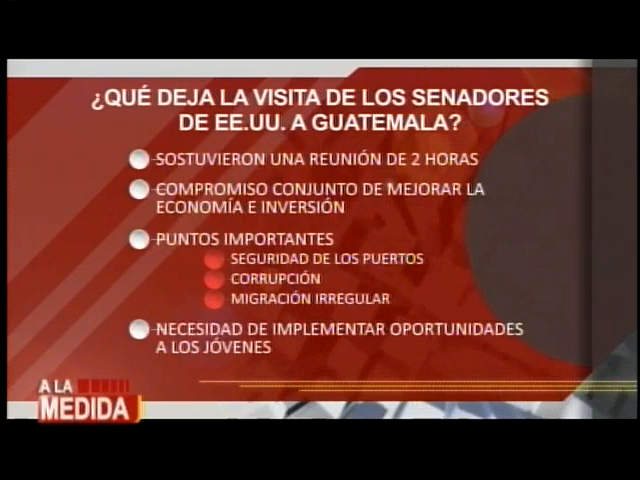 ¿QUÉ DEJA LA VISITA DE LOS SENADORES
DE EE.UU. A GUATEMALA?
SOSTUVIERON UNA REUNIÓN DE 2 HORAS
COMPROMISO CONJUNTO DE MEJORAR LA
ECONOMÍA E INVERSIÓN
PUNTOS IMPORTANTES
SEGURIDAD DE LOS PUERTOS
CORRUPCIÓN
MIGRACIÓN IRREGULAR
NECESIDAD DE IMPLEMENTAR OPORTUNIDADES
A LOS JÓVENES
A LA
MEDIDA